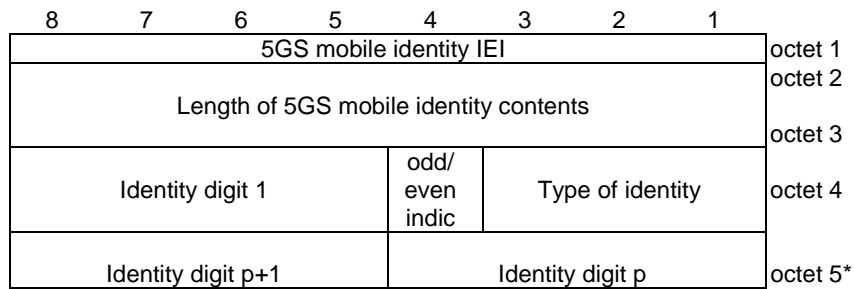 8 7 6 5 4 3 2 1
5GS mobile identity IEI octet 1
octet 2
Length of 5GS mobile identity contents
octet 3
odd/
Identity digit 1 even Type of identity octet 4
indic
Identity digit p+1 Identity digit p octet 5*